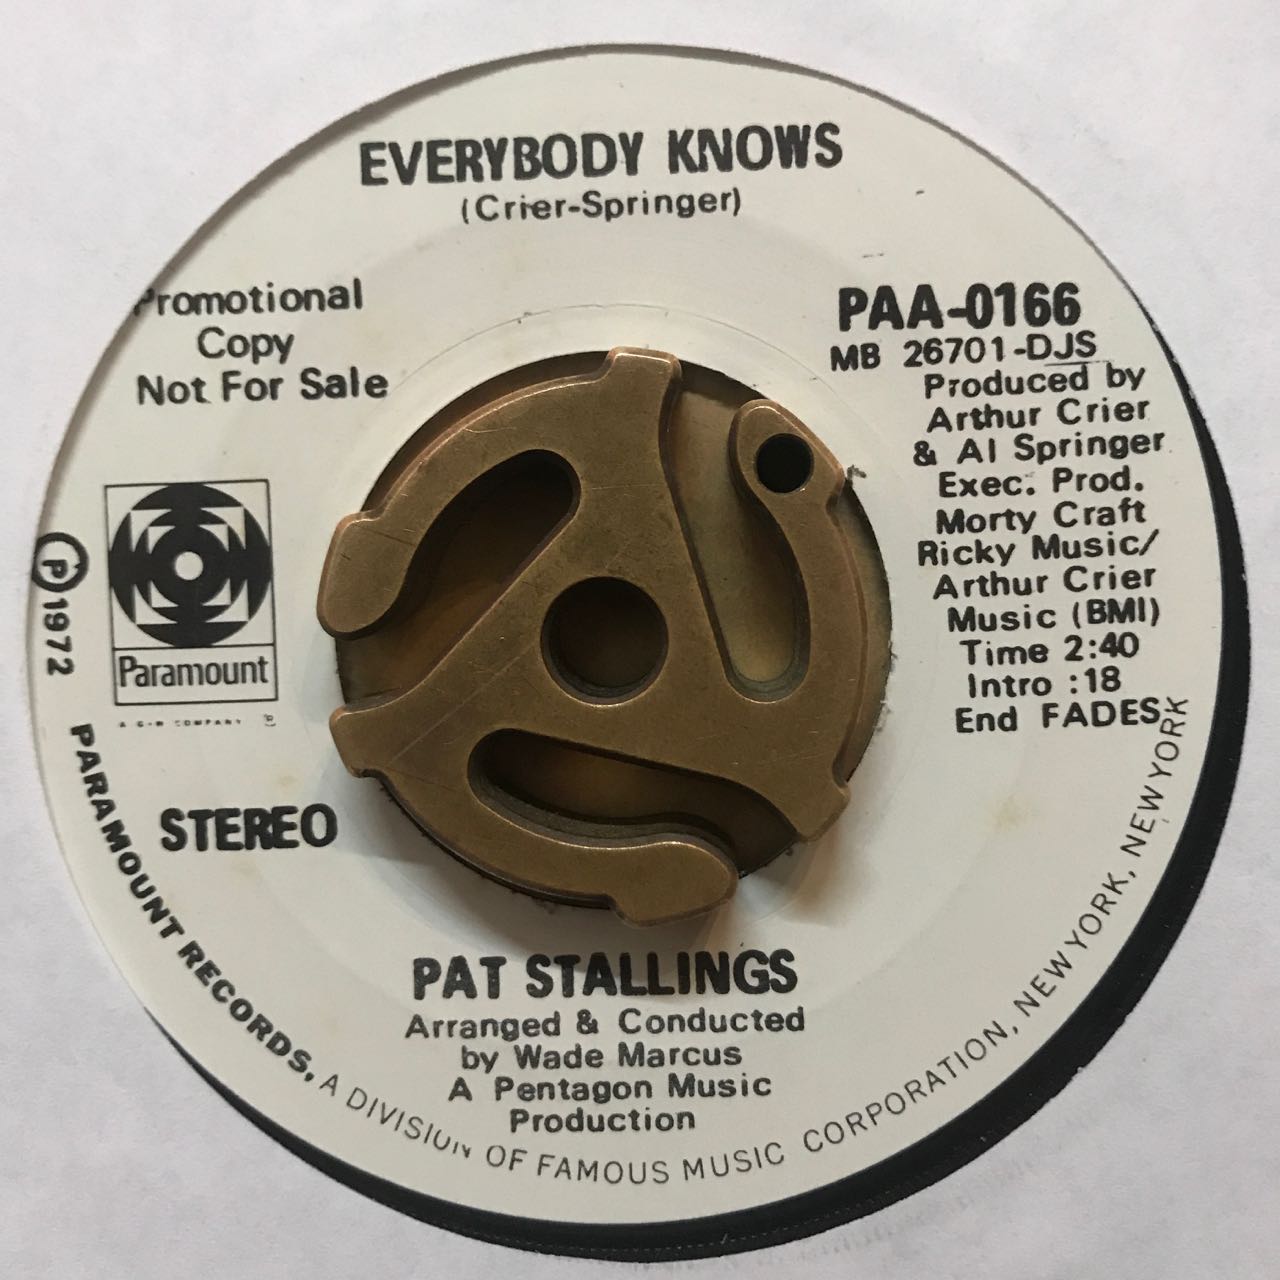 EVERYBODY KNOWS
(Crier-Springer)
Promotional
Copy
Not For Sale
PAA-0166
MB 26701-DJS
Produced by
Arthur Crier
& Al Springer
Exec. Prod.
Morty Craft
Ricky Music/
Arthur Crier
Music (BMI)
Time 2:40
Intro :18
End FADES
Ⓟ 1972
Paramount
A G+W COMPANY
STEREO
PAT STALLINGS
Arranged & Conducted
by Wade Marcus
A Pentagon Music
Production
PARAMOUNT RECORDS, A DIVISION OF FAMOUS MUSIC CORPORATION, NEW YORK, NEW YORK